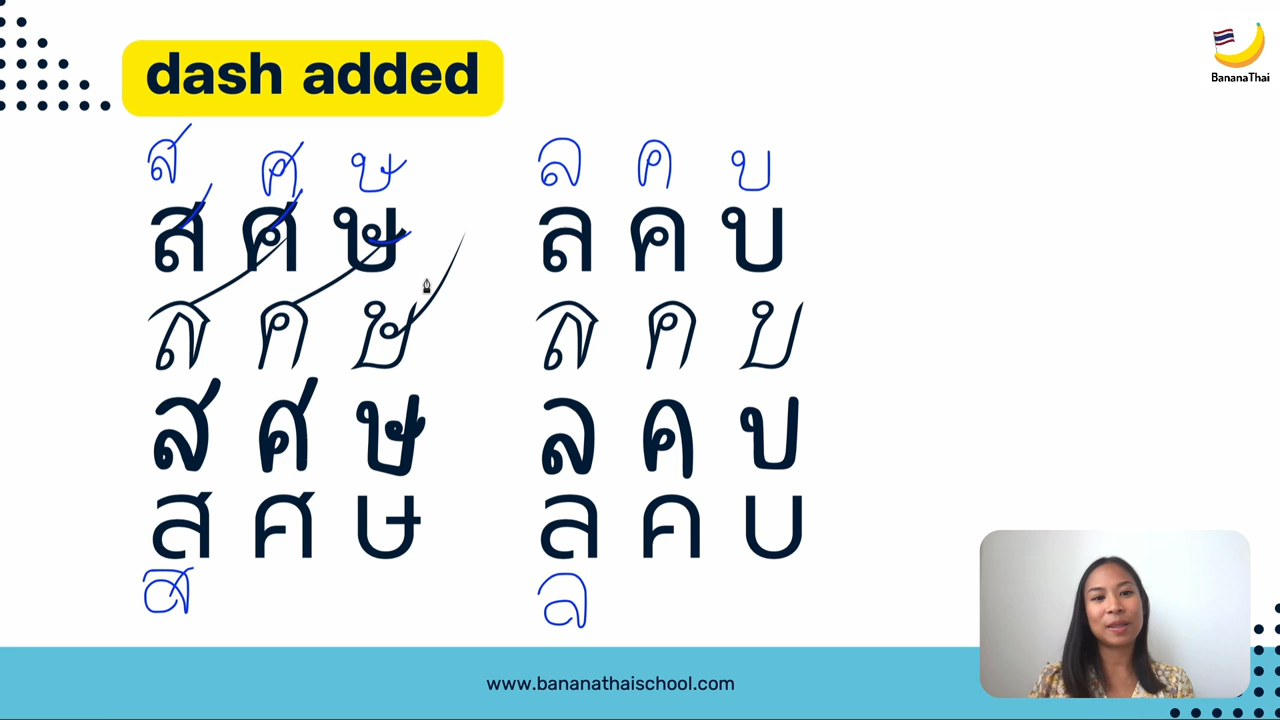 dash added
BananaThai
ส ศ ษ ล ค บ
ส ศ ษ ล ค บ
ส ศ ษ ล ค บ
ส ศ ษ ล ค บ
ส ศ ษ ล ค บ
ส ล
www.bananathaischool.com